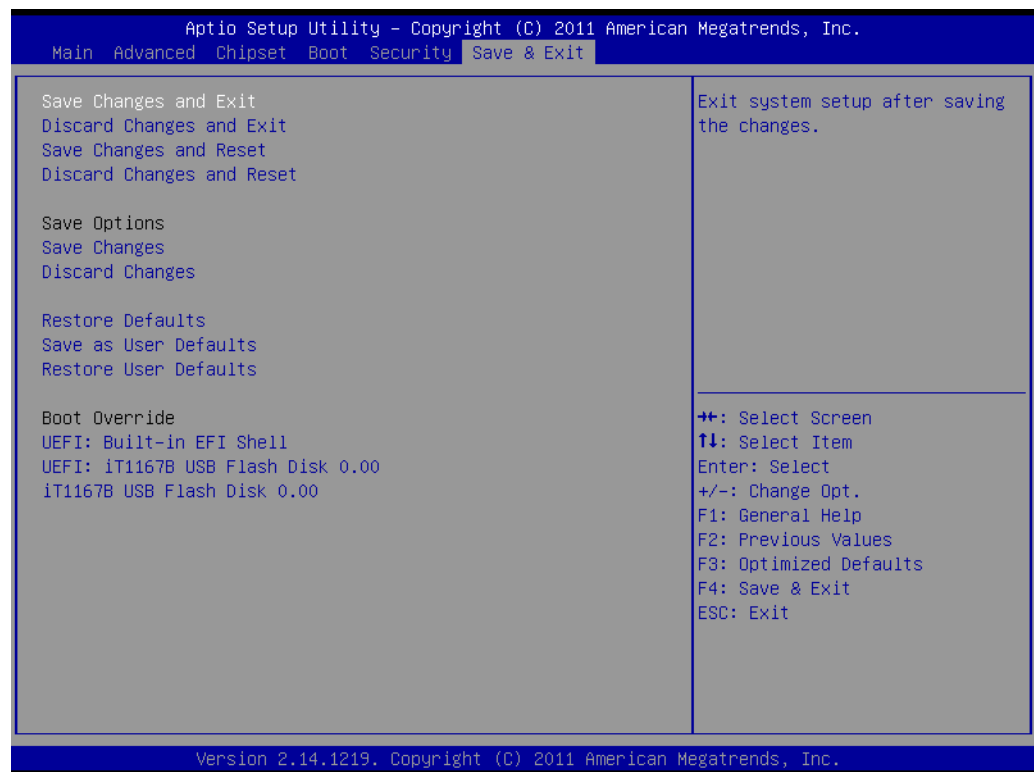 Aptio Setup Utility – Copyright (C) 2011 American Megatrends, Inc.
Main Advanced Chipset Boot Security Save & Exit
Save Changes and Exit
Discard Changes and Exit
Save Changes and Reset
Discard Changes and Reset
Save Options
Save Changes
Discard Changes
Restore Defaults
Save as User Defaults
Restore User Defaults
Boot Override
UEFI: Built-in EFI Shell
UEFI: iT1167B USB Flash Disk 0.00
iT1167B USB Flash Disk 0.00
Exit system setup after saving
the changes.
→←: Select Screen
↑↓: Select Item
Enter: Select
+/-: Change Opt.
F1: General Help
F2: Previous Values
F3: Optimized Defaults
F4: Save & Exit
ESC: Exit
Version 2.14.1219. Copyright (C) 2011 American Megatrends, Inc.